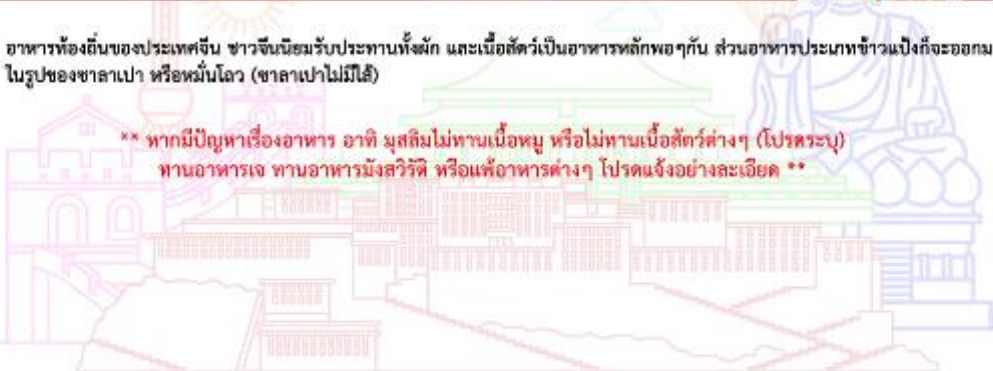 อาหารท้องถิ่นของประเทศจีน ชาวจีนนิยมรับประทานทั้งผัก และเนื้อสัตว์เป็นอาหารหลักพอๆกัน ส่วนอาหารประเภทข้าวแป้งก็จะออกม
ในรูปของซาลาเปา หรือหมั่นโถว (ซาลาเปาไม่มีไส้)
** หากมีปัญหาเรื่องอาหาร อาทิ มุสลิมไม่ทานเนื้อหมู หรือไม่ทานเนื้อสัตว์ต่างๆ (โปรดระบุ)
ทานอาหารเจ ทานอาหารมังสวิรัติ หรือแพ้อาหารต่างๆ โปรดแจ้งอย่างละเอียด **